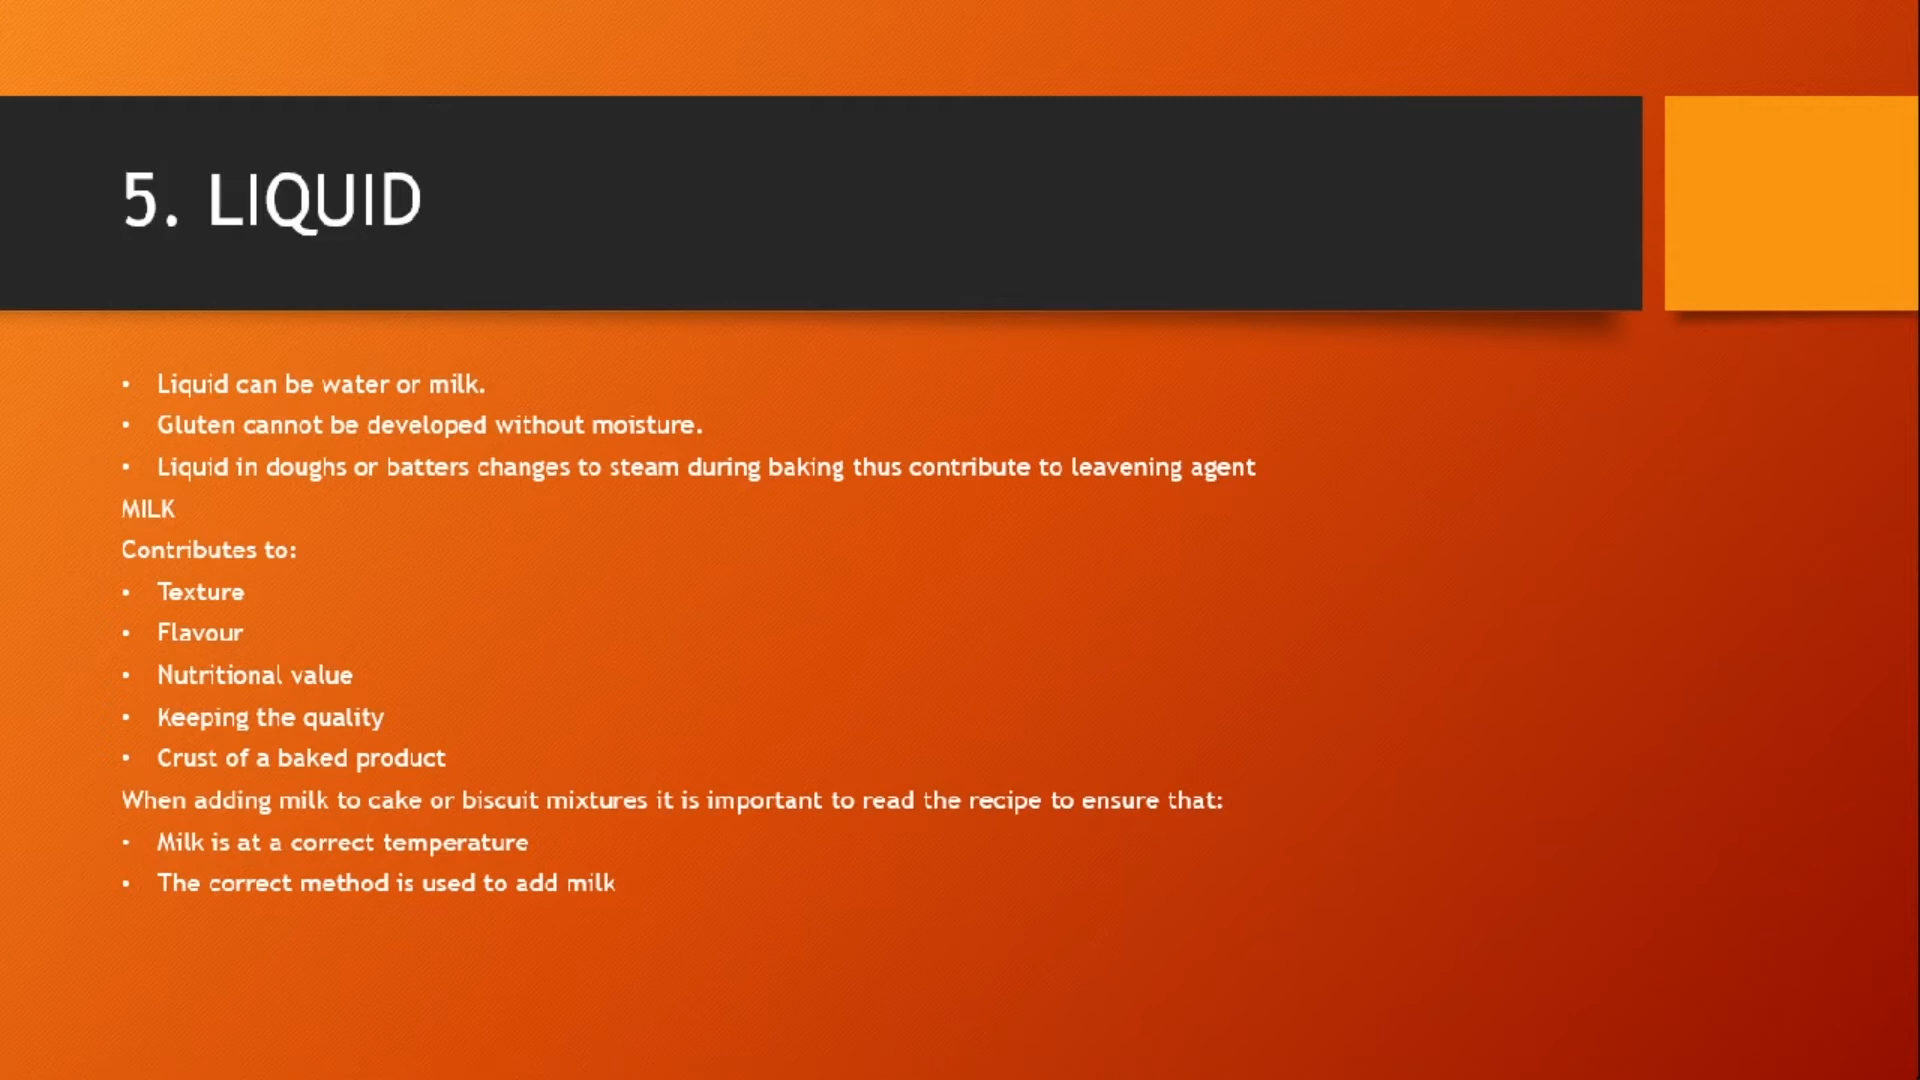 5. LIQUID
• Liquid can be water or milk.
• Gluten cannot be developed without moisture.
• Liquid in doughs or batters changes to steam during baking thus contribute to leavening agent
MILK
Contributes to:
• Texture
• Flavour
• Nutritional value
• Keeping the quality
• Crust of a baked product
When adding milk to cake or biscuit mixtures it is important to read the recipe to ensure that:
• Milk is at a correct temperature
• The correct method is used to add milk